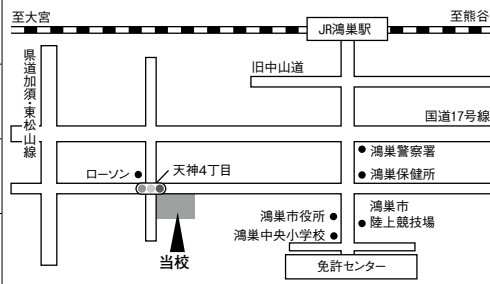 至大宮
JR鴻巣駅
至熊谷
県道加須・東松山線
旧中山道
国道17号線
鴻巣警察署
ローソン
天神4丁目
鴻巣保健所
鴻巣市役所
鴻巣市
陸上競技場
鴻巣中央小学校
当校
免許センター